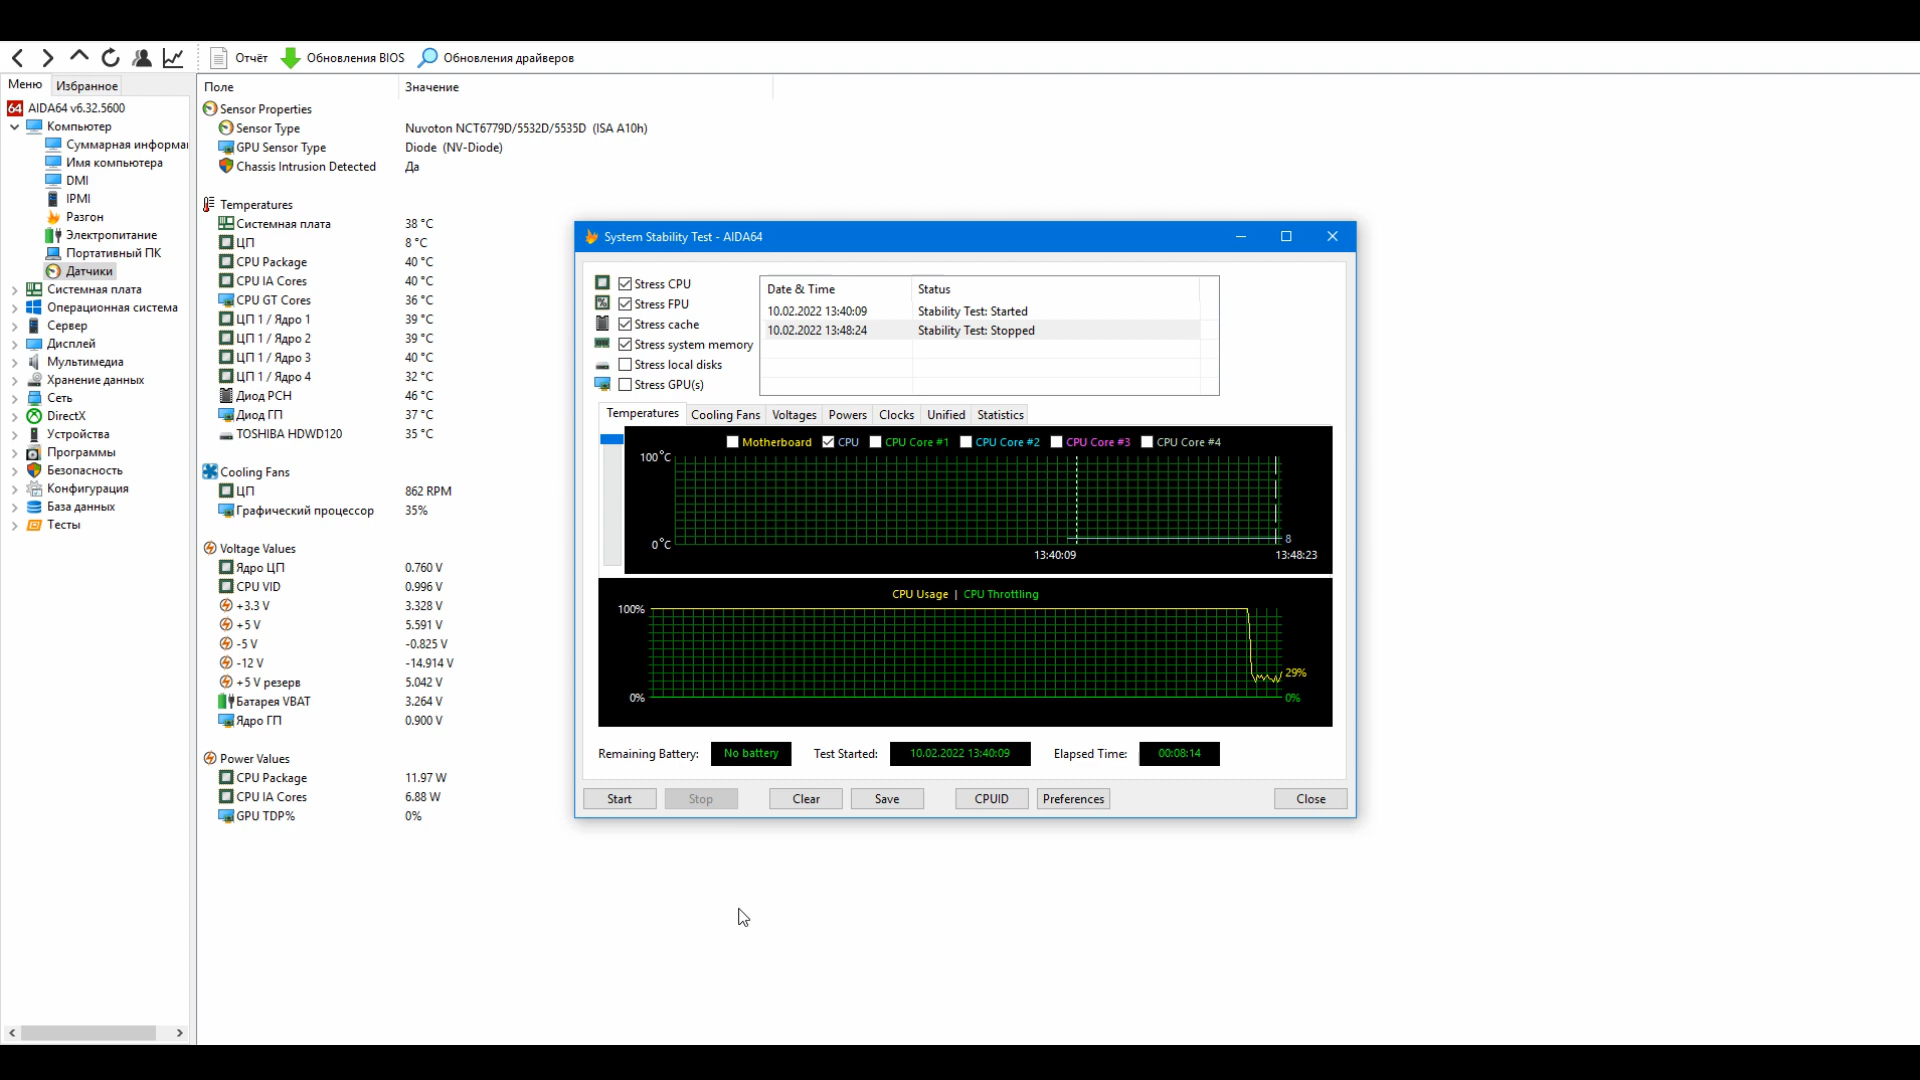 Отчёт Обновления BIOS Обновления драйверов
Меню Избранное
AIDA64 v6.32.5600
Компьютер
Суммарная информа
Имя компьютера
DMI
IPMI
Разгон
Электропитание
Портативный ПК
Датчики
Системная плата
Операционная система
Сервер
Дисплей
Мультимедиа
Хранение данных
Сеть
DirectX
Устройства
Программы
Безопасность
Конфигурация
База данных
Тесты
Поле Значение
Sensor Properties
Sensor Type Nuvoton NCT6779D/5532D/5535D (ISA A10h)
GPU Sensor Type Diode (NV-Diode)
Chassis Intrusion Detected Да
Temperatures
Системная плата 38 °C
ЦП 8 °C
CPU Package 40 °C
CPU IA Cores 40 °C
CPU GT Cores 36 °C
ЦП 1 / Ядро 1 39 °C
ЦП 1 / Ядро 2 39 °C
ЦП 1 / Ядро 3 40 °C
ЦП 1 / Ядро 4 32 °C
Диод PCH 46 °C
Диод ГП 37 °C
TOSHIBA HDWD120 35 °C
Cooling Fans
ЦП 862 RPM
Графический процессор 35%
Voltage Values
Ядро ЦП 0.760 V
CPU VID 0.996 V
+3.3 V 3.328 V
+5 V 5.591 V
-5 V -0.825 V
-12 V -14.914 V
+5 V резерв 5.042 V
Батарея VBAT 3.264 V
Ядро ГП 0.900 V
Power Values
CPU Package 11.97 W
CPU IA Cores 6.88 W
GPU TDP% 0%
System Stability Test - AIDA64
Stress CPU
Stress FPU
Stress cache
Stress system memory
Stress local disks
Stress GPU(s)
Date & Time Status
10.02.2022 13:40:09 Stability Test: Started
10.02.2022 13:48:24 Stability Test: Stopped
Temperatures Cooling Fans Voltages Powers Clocks Unified Statistics
Motherboard CPU CPU Core #1 CPU Core #2 CPU Core #3 CPU Core #4
100°C
0°C 8
13:40:09 13:48:23
CPU Usage | CPU Throttling
100%
29%
0% 0%
Remaining Battery: No battery Test Started: 10.02.2022 13:40:09 Elapsed Time: 00:08:14
Start Stop Clear Save CPUID Preferences Close